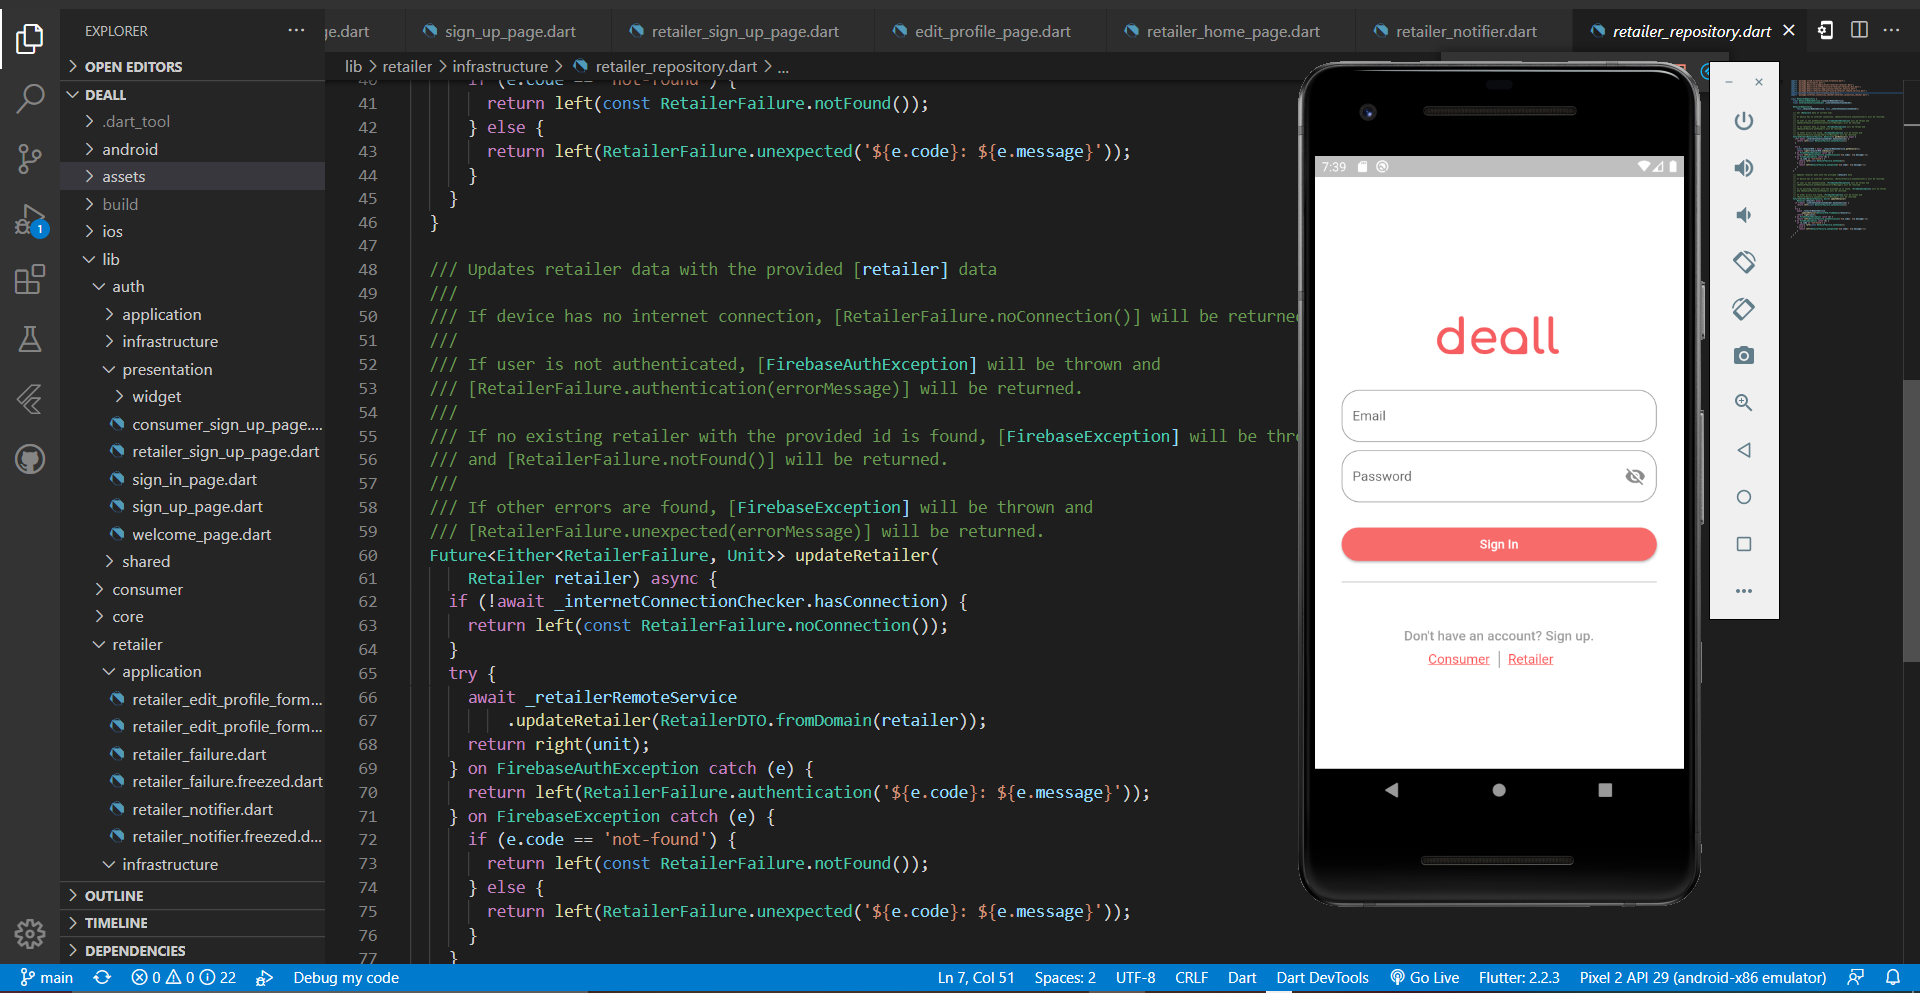 EXPLORER
ge.dart
sign_up_page.dart
retailer_sign_up_page.dart
edit_profile_page.dart
retailer_home_page.dart
retailer_notifier.dart
retailer_repository.dart
OPEN EDITORS
lib > retailer > infrastructure > retailer_repository.dart > ...
DEALL
.dart_tool
android
assets
build
ios
lib
auth
application
infrastructure
presentation
widget
consumer_sign_up_page....
retailer_sign_up_page.dart
sign_in_page.dart
sign_up_page.dart
welcome_page.dart
shared
consumer
core
retailer
application
retailer_edit_profile_form...
retailer_edit_profile_form...
retailer_failure.dart
retailer_failure.freezed.dart
retailer_notifier.dart
retailer_notifier.freezed.d...
infrastructure
OUTLINE
TIMELINE
DEPENDENCIES
1
40 if (e.code == 'not-found') {
41 return left(const RetailerFailure.notFound());
42 } else {
43 return left(RetailerFailure.unexpected('${e.code}: ${e.message}'));
44 }
45 }
46 }
47
48 /// Updates retailer data with the provided [retailer] data
49 ///
50 /// If device has no internet connection, [RetailerFailure.noConnection()] will be returned
51 ///
52 /// If user is not authenticated, [FirebaseAuthException] will be thrown and
53 /// [RetailerFailure.authentication(errorMessage)] will be returned.
54 ///
55 /// If no existing retailer with the provided id is found, [FirebaseException] will be thro
56 /// and [RetailerFailure.notFound()] will be returned.
57 ///
58 /// If other errors are found, [FirebaseException] will be thrown and
59 /// [RetailerFailure.unexpected(errorMessage)] will be returned.
60 Future<Either<RetailerFailure, Unit>> updateRetailer(
61 Retailer retailer) async {
62 if (!await _internetConnectionChecker.hasConnection) {
63 return left(const RetailerFailure.noConnection());
64 }
65 try {
66 await _retailerRemoteService
67 .updateRetailer(RetailerDTO.fromDomain(retailer));
68 return right(unit);
69 } on FirebaseAuthException catch (e) {
70 return left(RetailerFailure.authentication('${e.code}: ${e.message}'));
71 } on FirebaseException catch (e) {
72 if (e.code == 'not-found') {
73 return left(const RetailerFailure.notFound());
74 } else {
75 return left(RetailerFailure.unexpected('${e.code}: ${e.message}'));
76 }
77 }
7:39
deall
Email
Password
Sign In
Don't have an account? Sign up.
Consumer | Retailer
main
0 0 22
Debug my code
Ln 7, Col 51
Spaces: 2
UTF-8
CRLF
Dart
Dart DevTools
Go Live
Flutter: 2.2.3
Pixel 2 API 29 (android-x86 emulator)